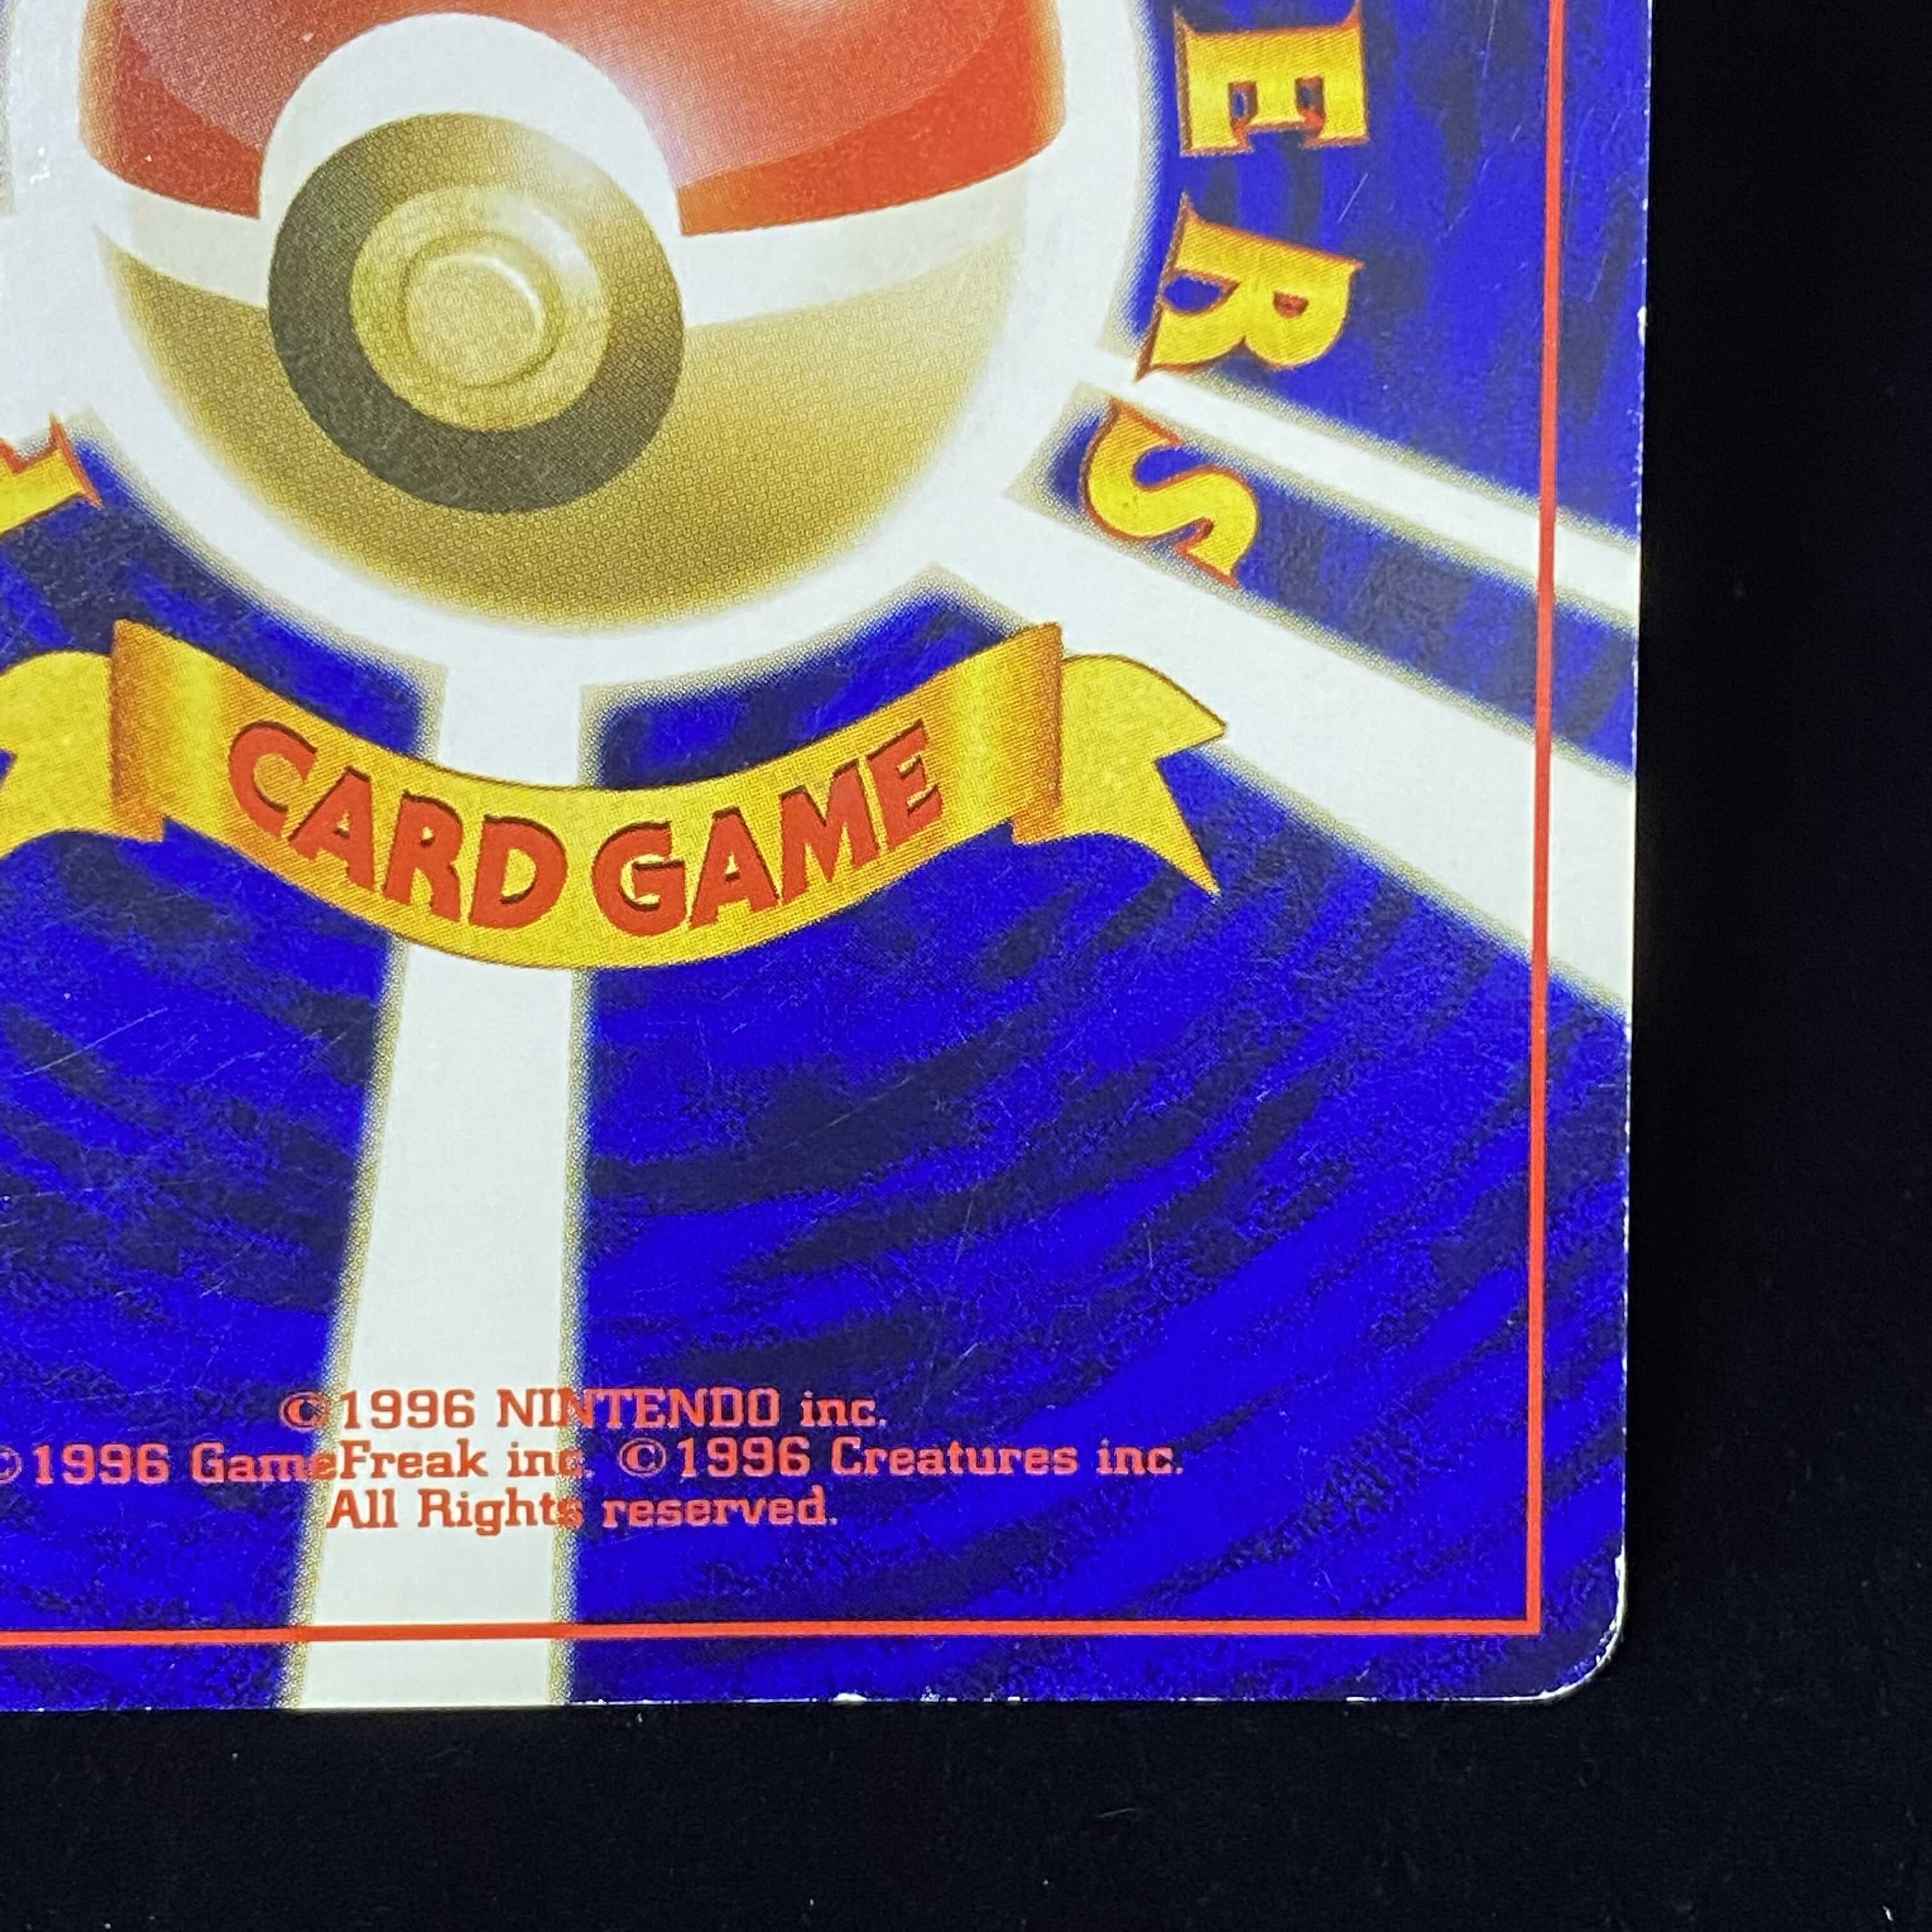 ERS
CARD GAME
©1996 NINTENDO inc.
©1996 GameFreak inc. ©1996 Creatures inc.
All Rights reserved.